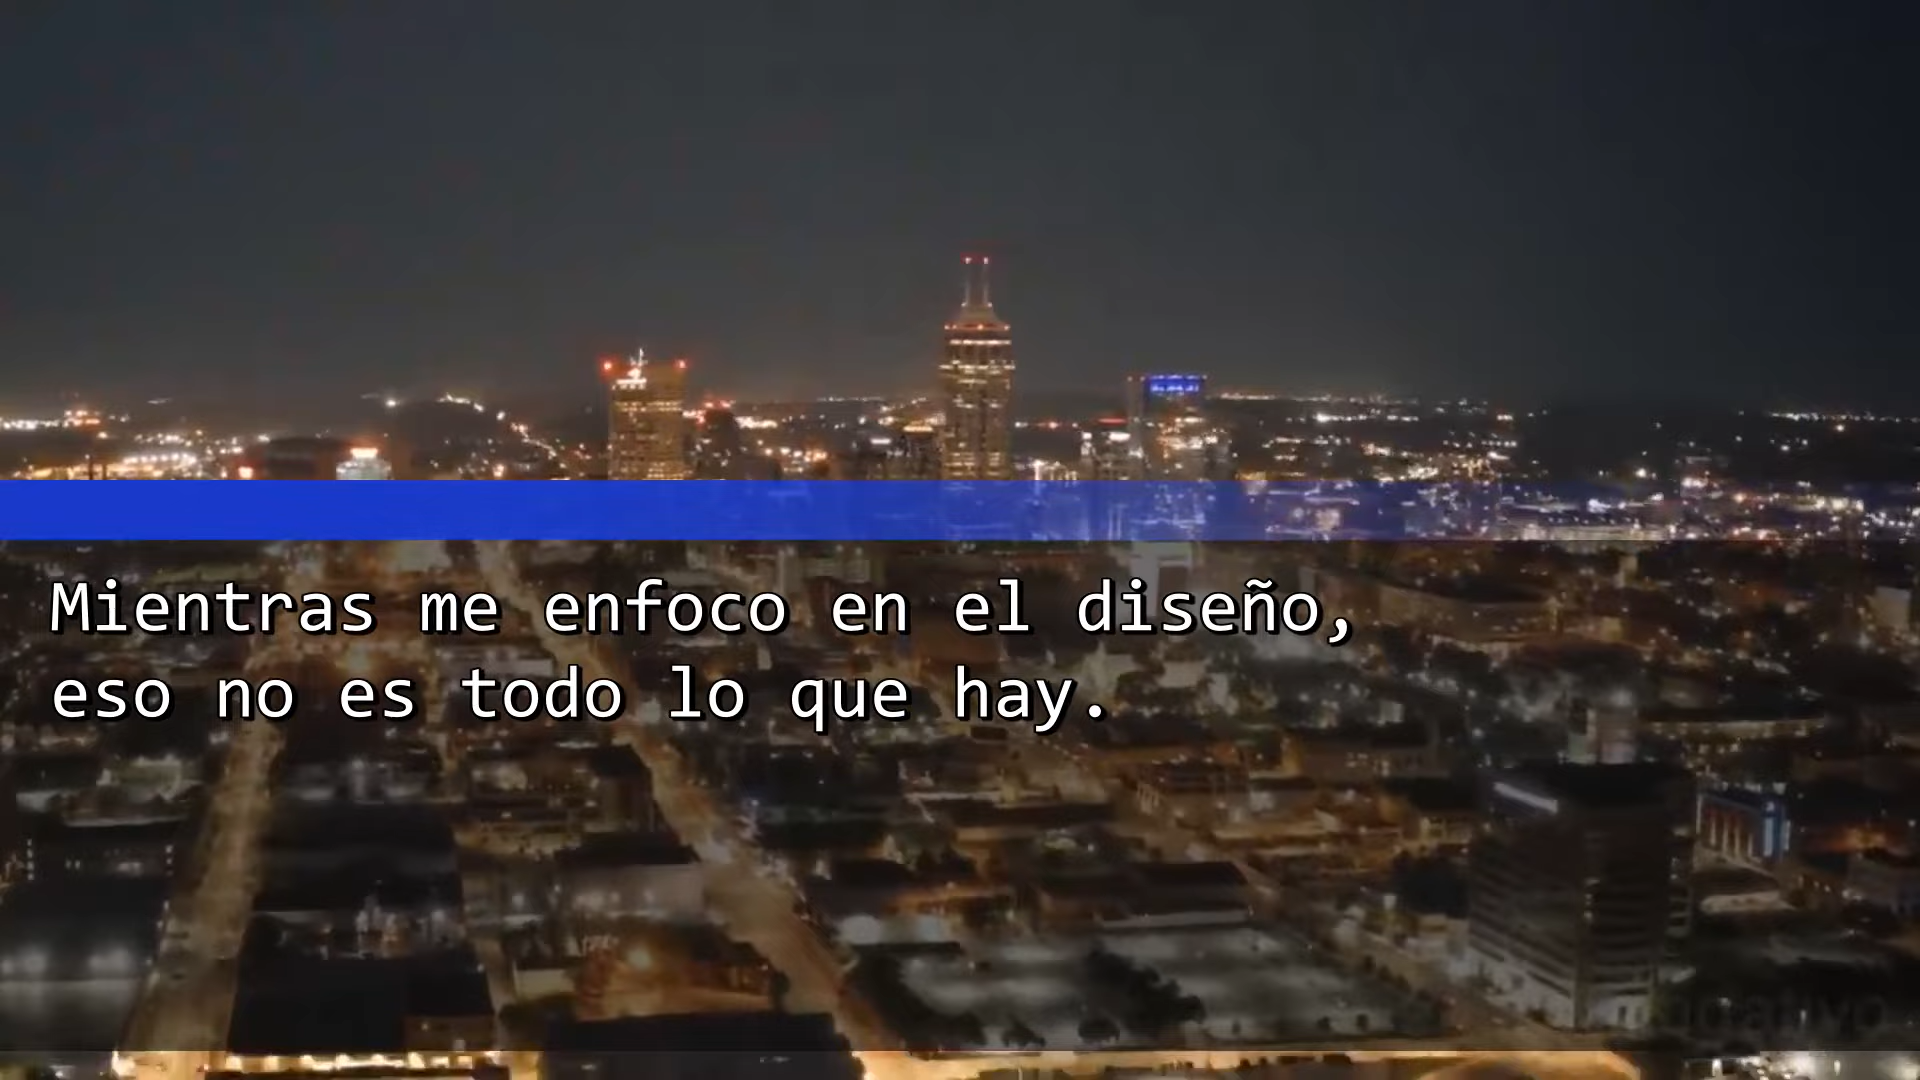 Mientras me enfoco en el diseño,
eso no es todo lo que hay.